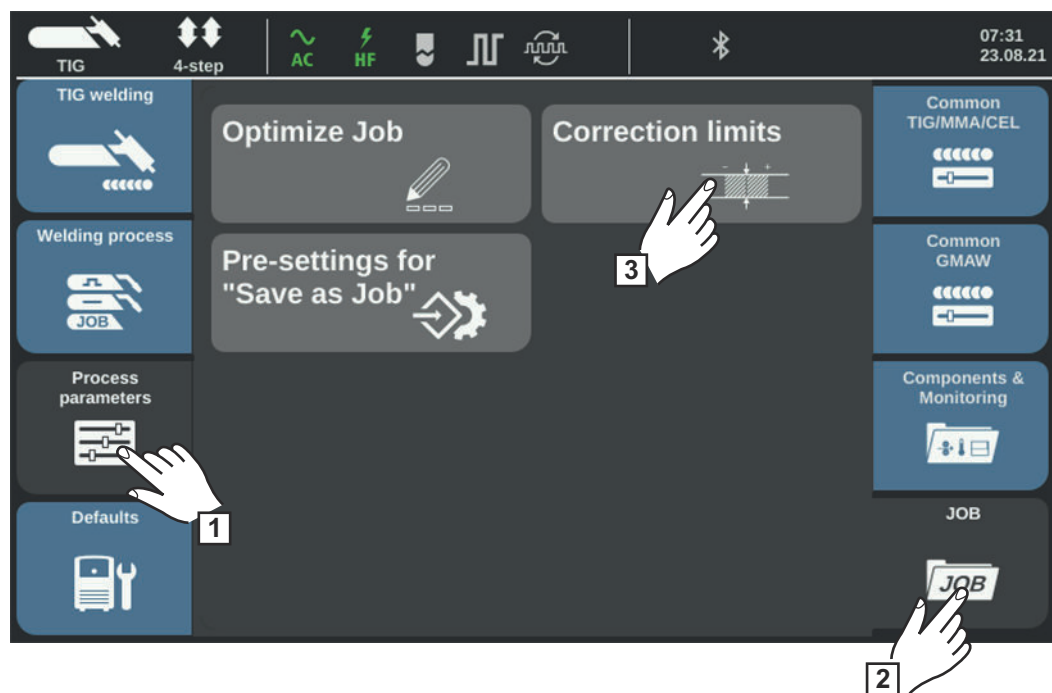 TIG
4-step
AC
HF
07:31
23.08.21
TIG welding
Welding process
JOB
Process
parameters
1
Defaults
Optimize Job
Correction limits
- +
3
Pre-settings for
"Save as Job"
Common
TIG/MMA/CEL
Common
GMAW
Components &
Monitoring
JOB
JOB
2